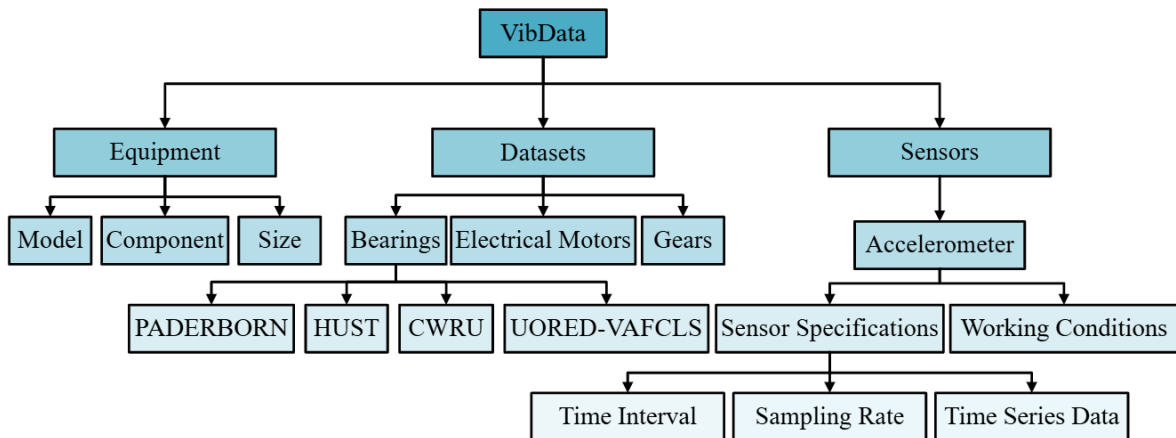 VibData
Equipment
Datasets
Sensors
Model
Component
Size
Bearings
Electrical Motors
Gears
Accelerometer
PADERBORN
HUST
CWRU
UORED-VAFCLS
Sensor Specifications
Working Conditions
Time Interval
Sampling Rate
Time Series Data